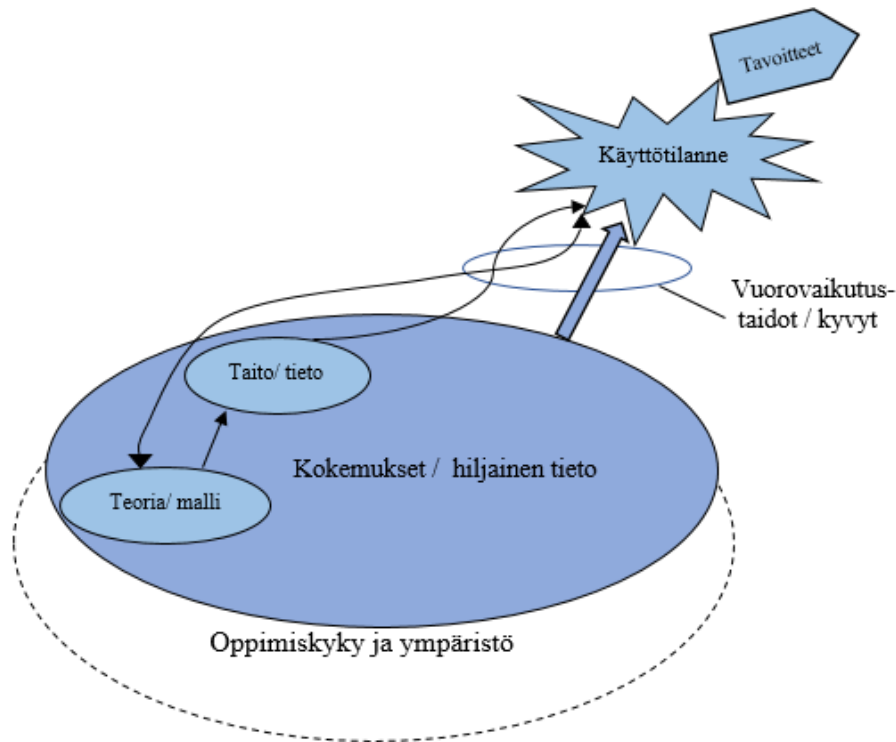 Tavoitteet
Käyttötilanne
Vuorovaikutus-
taidot / kyvyt
Taito/ tieto
Kokemukset / hiljainen tieto
Teoria/ malli
Oppimiskyky ja ympäristö